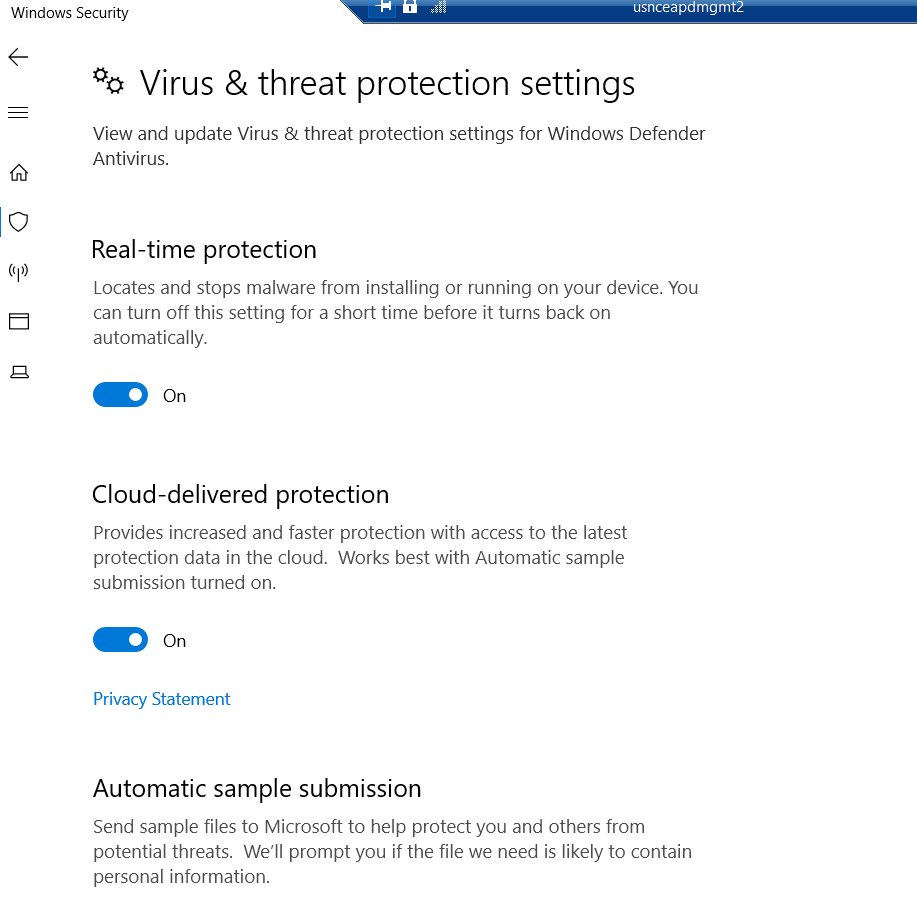 Windows Security
usnceapdmgmt2
Virus & threat protection settings
View and update Virus & threat protection settings for Windows Defender
Antivirus.
Real-time protection
Locates and stops malware from installing or running on your device. You
can turn off this setting for a short time before it turns back on
automatically.
On
Cloud-delivered protection
Provides increased and faster protection with access to the latest
protection data in the cloud.  Works best with Automatic sample
submission turned on.
On
Privacy Statement
Automatic sample submission
Send sample files to Microsoft to help protect you and others from
potential threats.  We’ll prompt you if the file we need is likely to contain
personal information.